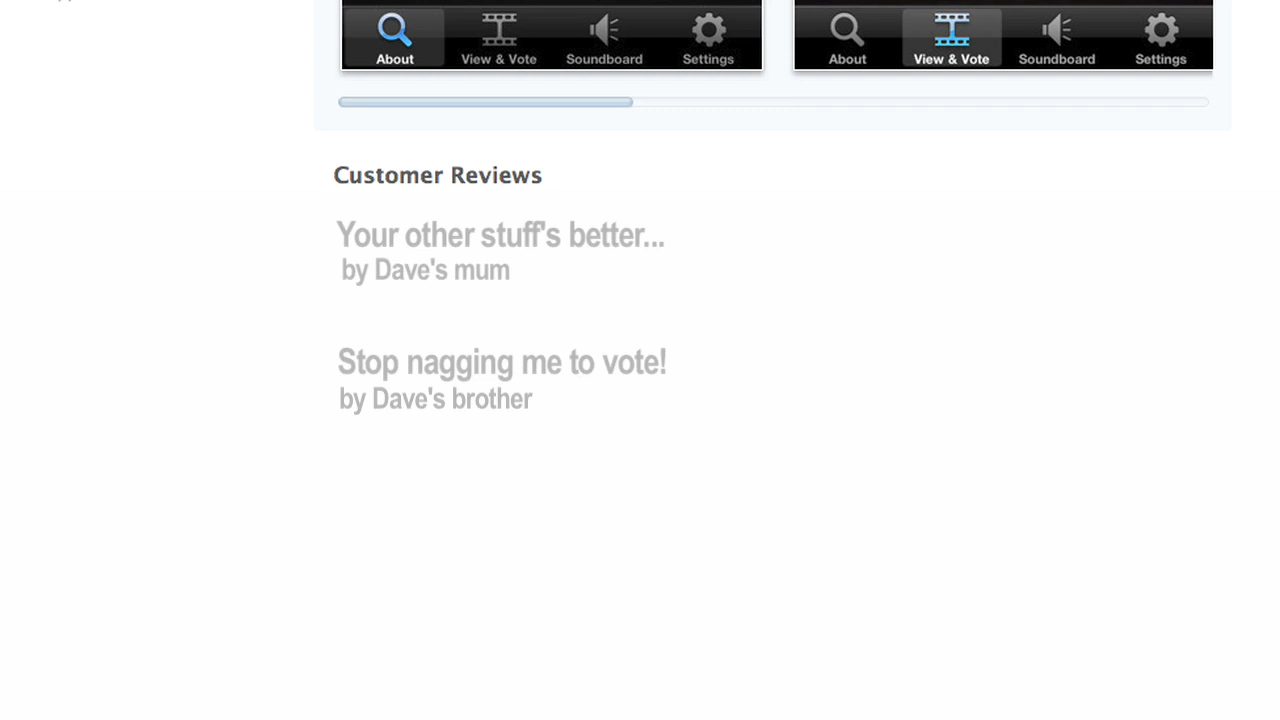 About View & Vote Soundboard Settings About View & Vote Soundboard Settings
Customer Reviews
Your other stuff's better...
by Dave's mum
Stop nagging me to vote!
by Dave's brother